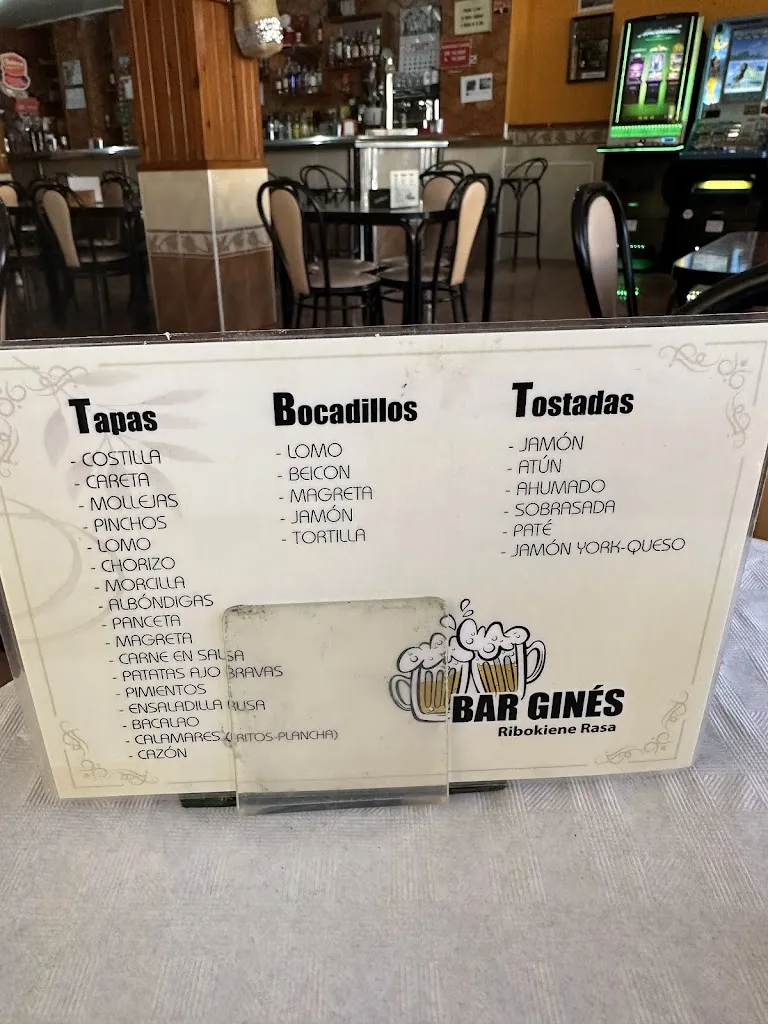 Tapas
- COSTILLA
- CARETA
- MOLLEJAS
- PINCHOS
- LOMO
- CHORIZO
- MORCILLA
- ALBÓNDIGAS
- PANCETA
- MAGRETA
- CARNE EN SALSA
- PATATAS AJO BRAVAS
- PIMIENTOS
- ENSALADILLA RUSA
- BACALAO
- CALAMARES (FRITOS-PLANCHA)
- CAZÓN
Bocadillos
- LOMO
- BEICON
- MAGRETA
- JAMÓN
- TORTILLA
Tostadas
- JAMÓN
- ATÚN
- AHUMADO
- SOBRASADA
- PATÉ
- JAMÓN YORK-QUESO
BAR GINÉS
Ribokiene Rasa